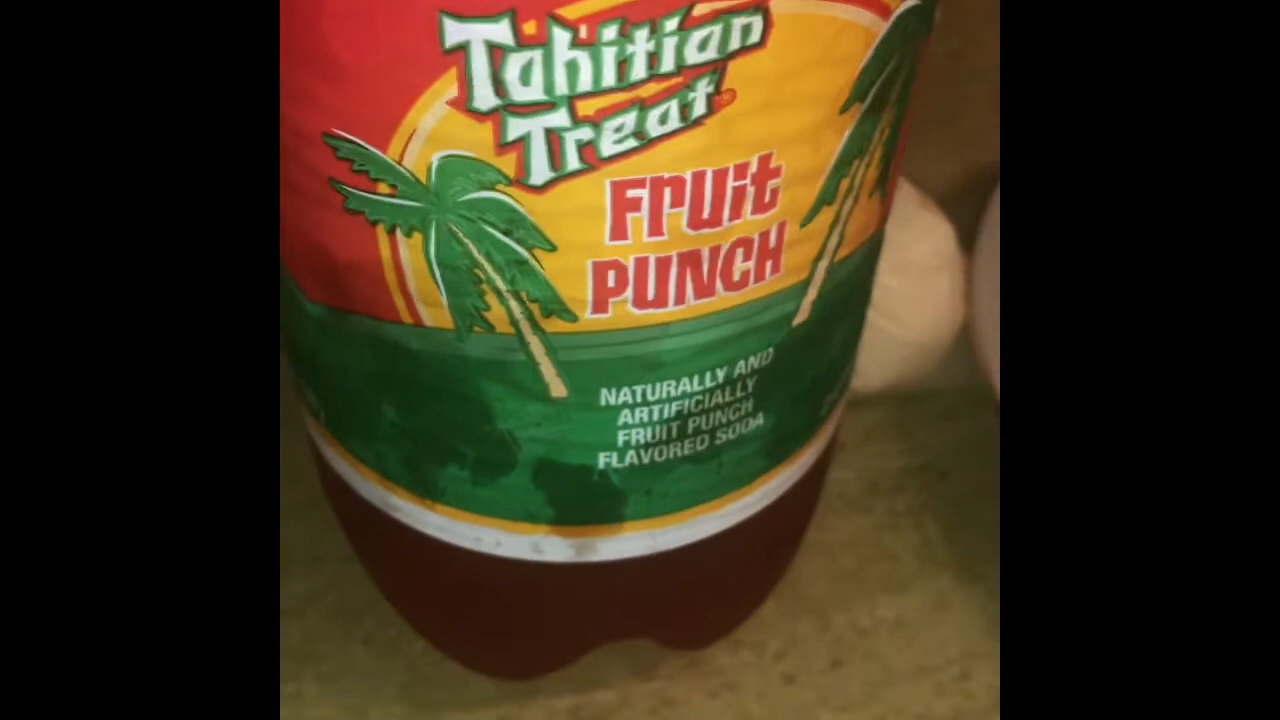 Tahitian
Treat
Fruit
PUNCH
NATURALLY AND
ARTIFICIALLY
FRUIT PUNCH
FLAVORED SODA